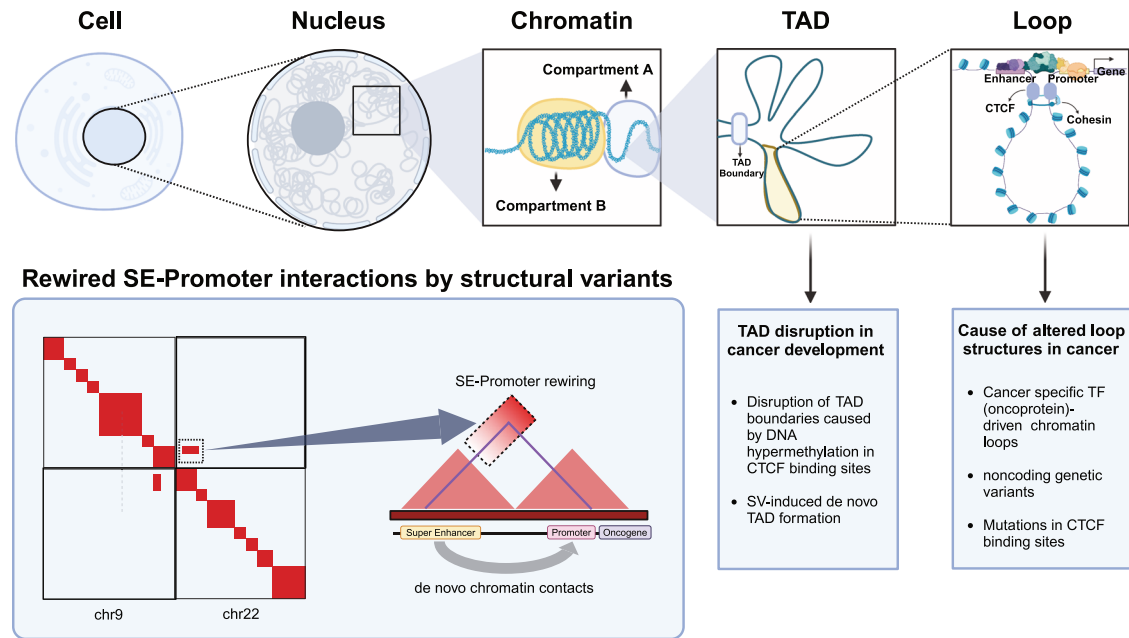 Cell
Nucleus
Chromatin
TAD
Loop
Compartment A
Compartment B
TAD
Boundary
Enhancer
Promoter
Gene
CTCF
Cohesin
Rewired SE-Promoter interactions by structural variants
SE-Promoter rewiring
Super Enhancer
Promoter
Oncogene
de novo chromatin contacts
chr9
chr22
TAD disruption in
cancer development
• Disruption of TAD
boundaries caused
by DNA
hypermethylation in
CTCF binding sites
• SV-induced de novo
TAD formation
Cause of altered loop
structures in cancer
• Cancer specific TF
(oncoprotein)-
driven chromatin
loops
• noncoding genetic
variants
• Mutations in CTCF
binding sites